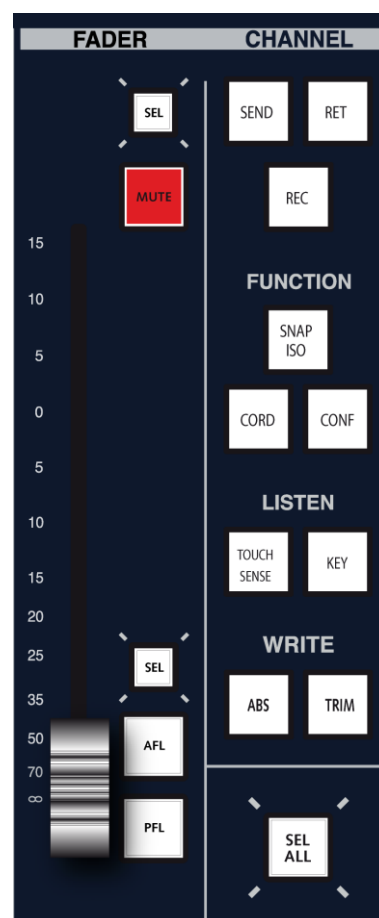 FADER
CHANNEL
SEL
SEND
RET
MUTE
REC
15
10
5
0
5
10
15
20
25
35
50
70
∞
FUNCTION
SNAP
ISO
CORD
CONF
LISTEN
TOUCH
SENSE
KEY
WRITE
SEL
ABS
TRIM
AFL
PFL
SEL
ALL